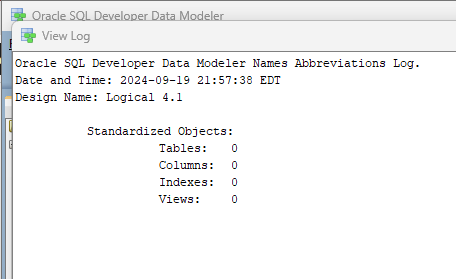 Oracle SQL Developer Data Modeler
View Log
Oracle SQL Developer Data Modeler Names Abbreviations Log.
Date and Time: 2024-09-19 21:57:38 EDT
Design Name: Logical 4.1
Standardized Objects:
Tables: 0
Columns: 0
Indexes: 0
Views: 0